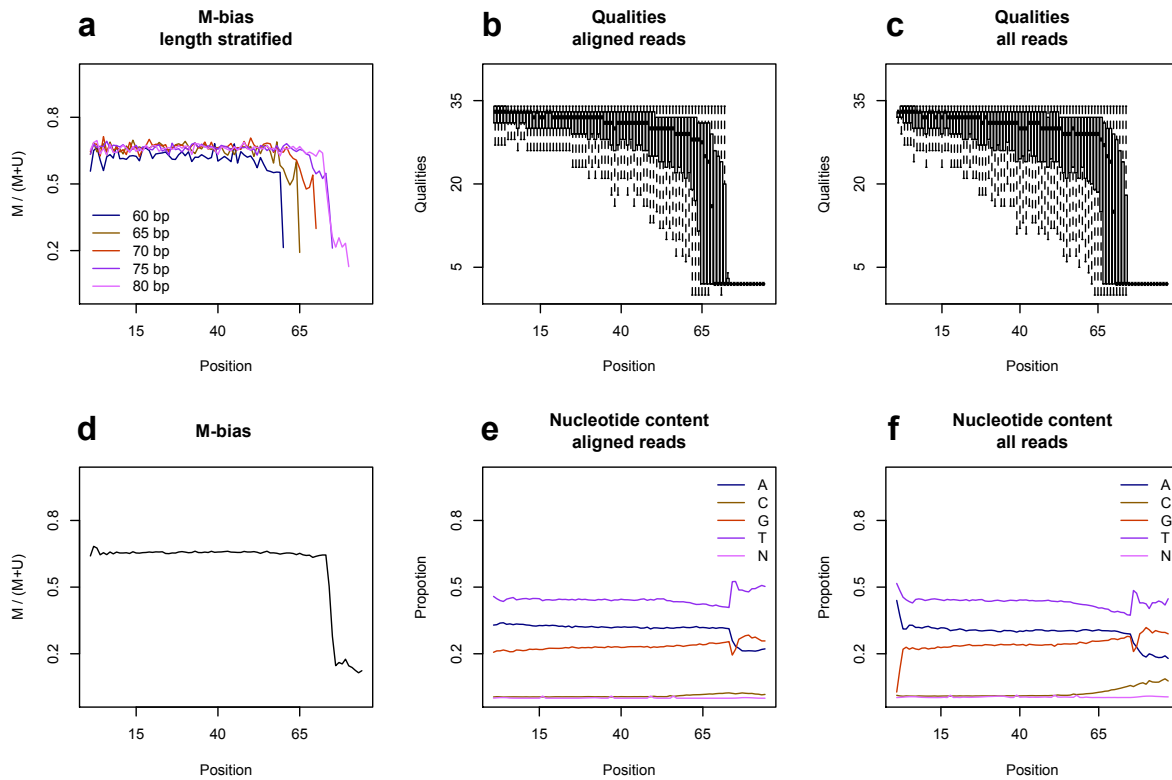 a
M-bias
length stratified
M / (M+U)
0.8
0.5
0.2
60 bp
65 bp
70 bp
75 bp
80 bp
15
40
65
Position
b
Qualities
aligned reads
Qualities
35
20
5
15
40
65
Position
c
Qualities
all reads
Qualities
35
20
5
15
40
65
Position
d
M-bias
M / (M+U)
0.8
0.5
0.2
15
40
65
Position
e
Nucleotide content
aligned reads
Propotion
0.8
0.5
0.2
A
C
G
T
N
15
40
65
Position
f
Nucleotide content
all reads
Propotion
0.8
0.5
0.2
A
C
G
T
N
15
40
65
Position